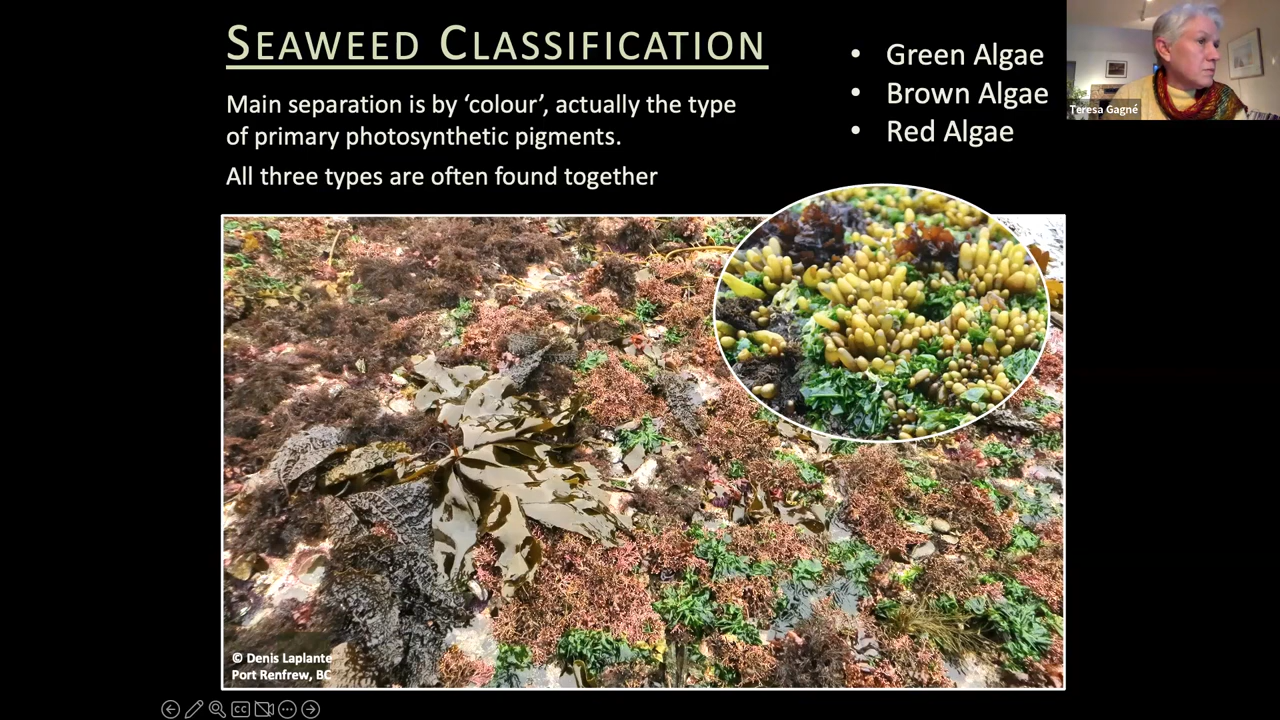 SEAWEED CLASSIFICATION
Main separation is by ‘colour’, actually the type
of primary photosynthetic pigments.
All three types are often found together
• Green Algae
• Brown Algae
• Red Algae
Teresa Gagné
© Denis Laplante
Port Renfrew, BC
CC